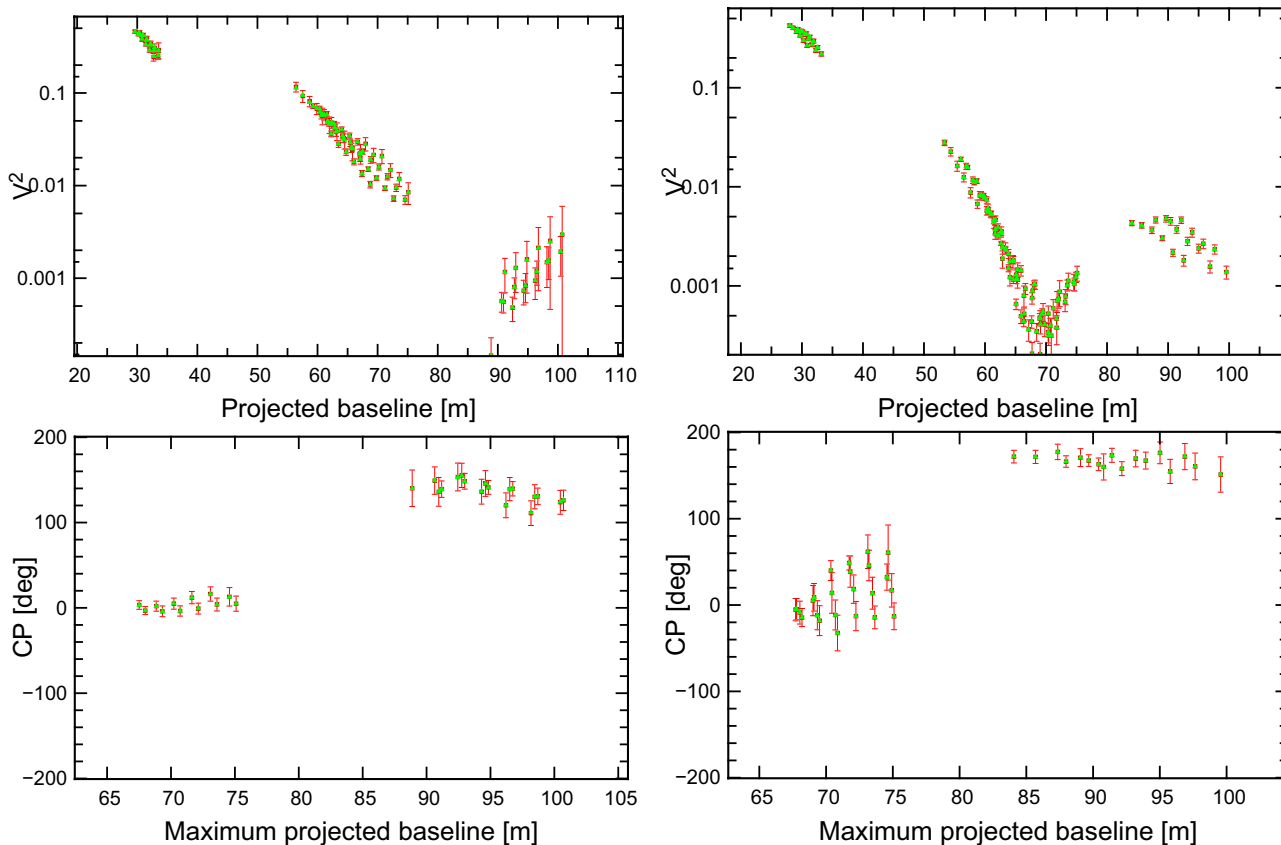 0.1
0.01
0.001
V2
20 30 40 50 60 70 80 90 100 110
Projected baseline [m]
0.1
0.01
0.001
V2
20 30 40 50 60 70 80 90 100
Projected baseline [m]
200
100
0
−100
−200
CP [deg]
65 70 75 80 85 90 95 100 105
Maximum projected baseline [m]
200
100
0
−100
−200
CP [deg]
65 70 75 80 85 90 95 100
Maximum projected baseline [m]